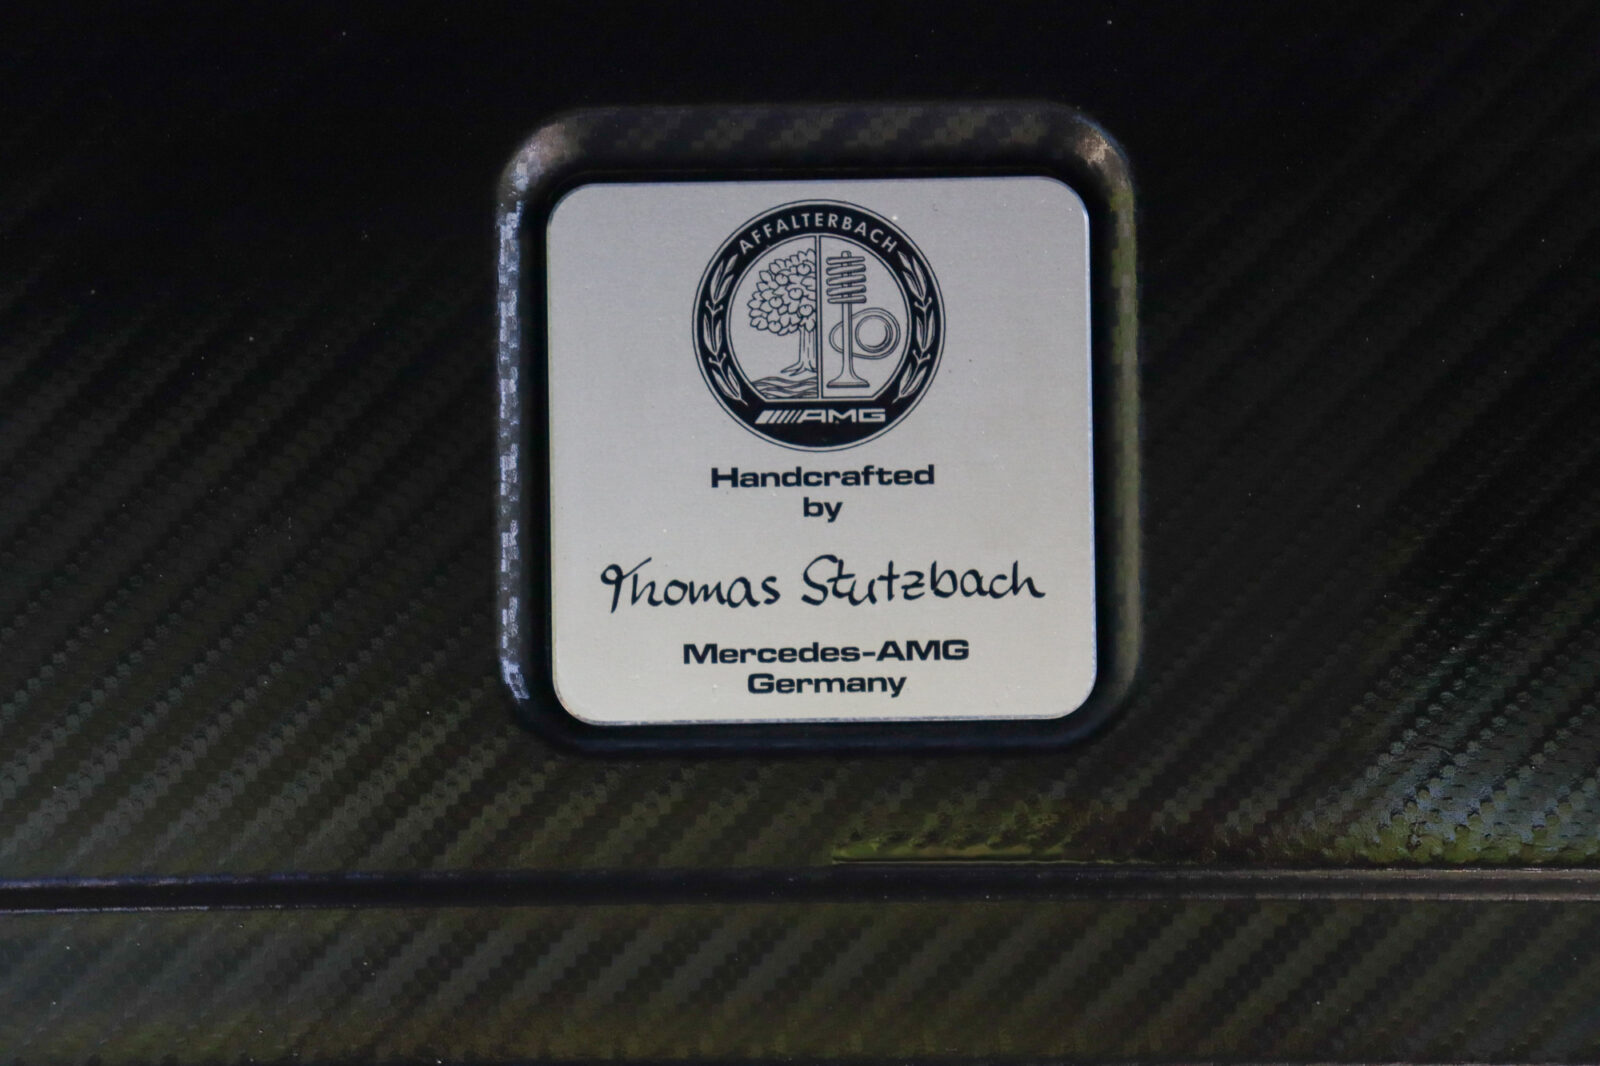 AFFALTERBACH
AMG
Handcrafted
by
Thomas Stutzbach
Mercedes-AMG
Germany